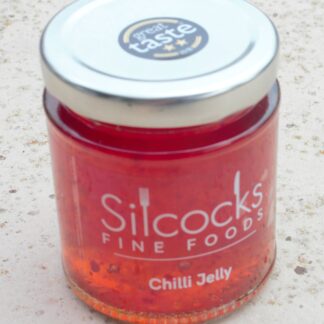 great
taste
Silcocks
FINE FOODS
Chilli Jelly